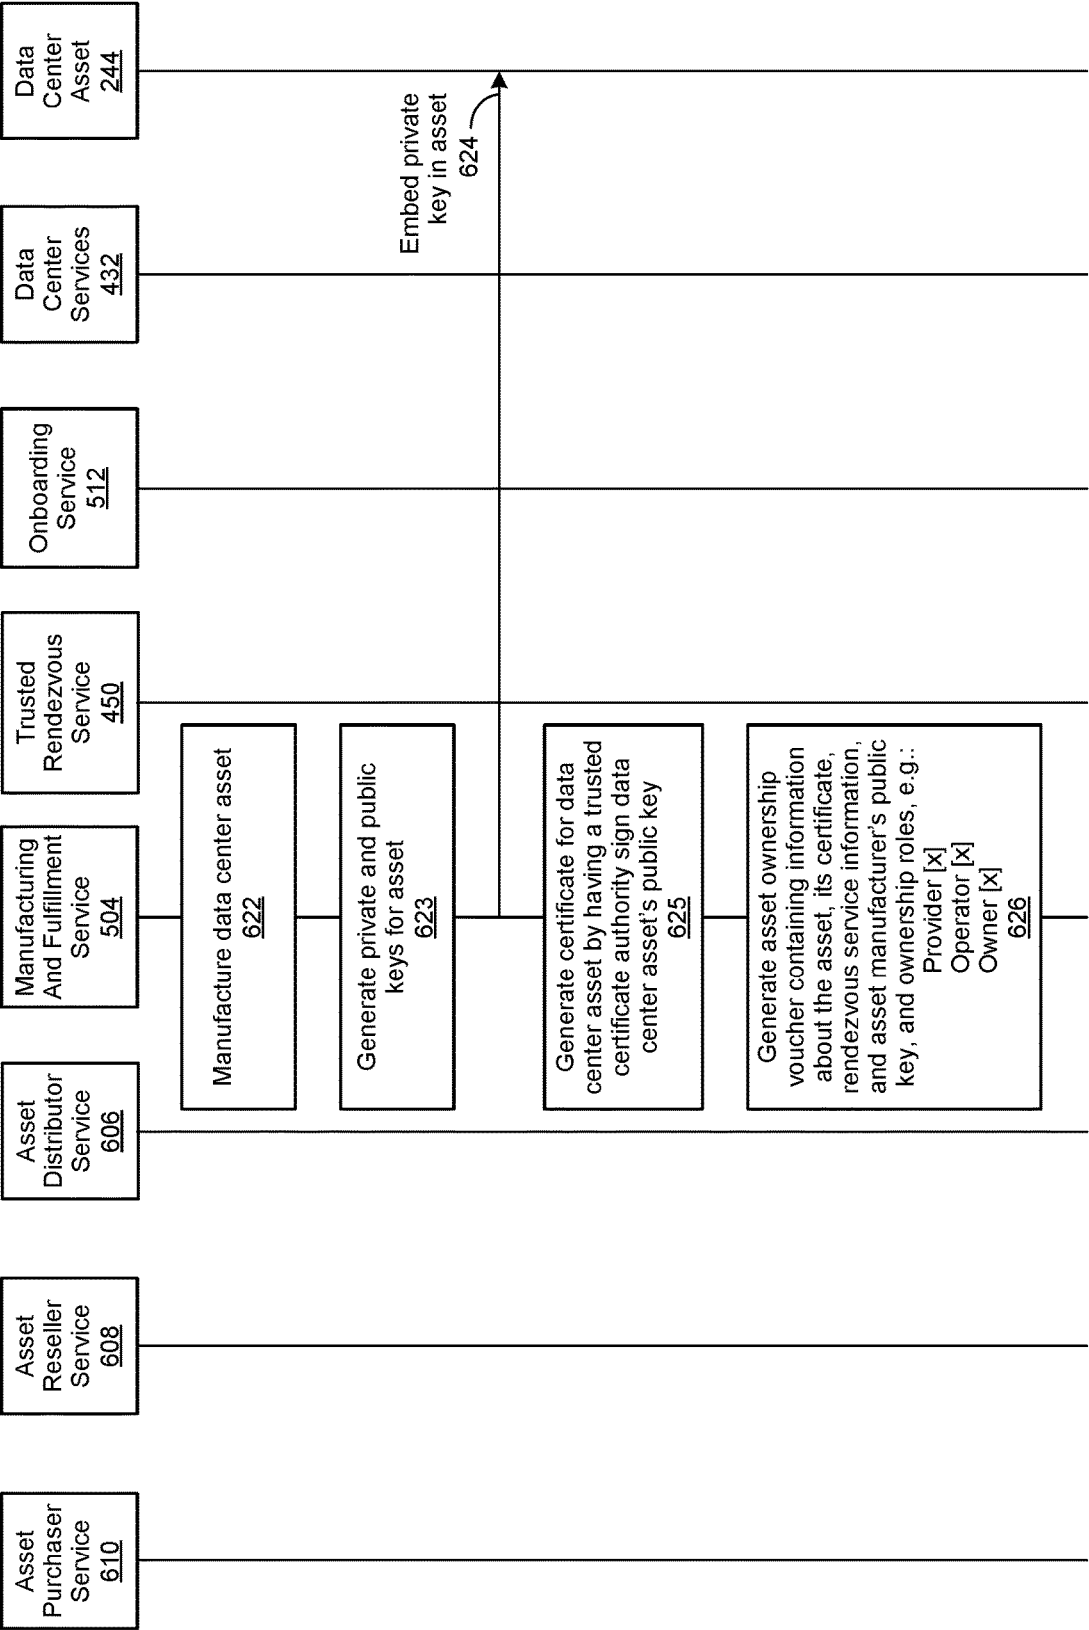 Asset
Purchaser
Service
610
Asset
Reseller
Service
608
Asset
Distributor
Service
606
Manufacturing
And Fulfillment
Service
504
Trusted
Rendezvous
Service
450
Onboarding
Service
512
Data
Center
Services
432
Data
Center
Asset
244
Manufacture data center asset
622
Generate private and public
keys for asset
623
Embed private
key in asset
624
Generate certificate for data
center asset by having a trusted
certificate authority sign data
center asset's public key
625
Generate asset ownership
voucher containing information
about the asset, its certificate,
rendezvous service information,
and asset manufacturer's public
key, and ownership roles, e.g.:
Provider [x]
Operator [x]
Owner [x]
626